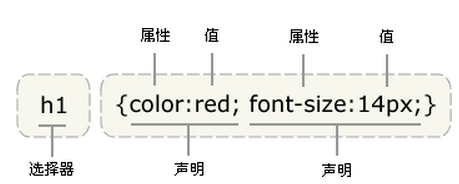 属性 值 属性 值
h1 {color:red; font-size:14px;}
选择器 声明 声明